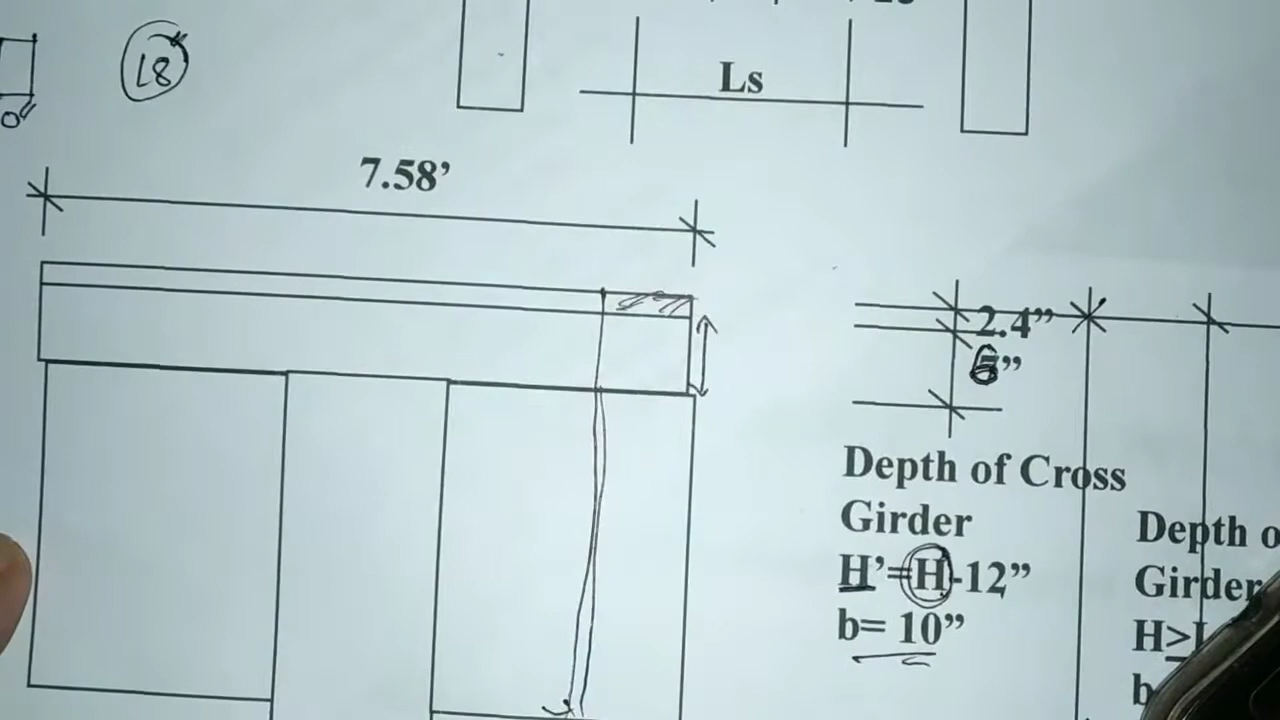 18"
Ls
7.58’
2.4”
6”
Depth of Cross
Girder
H’=H-12”
b= 10”
Depth o
Girder
H>
b